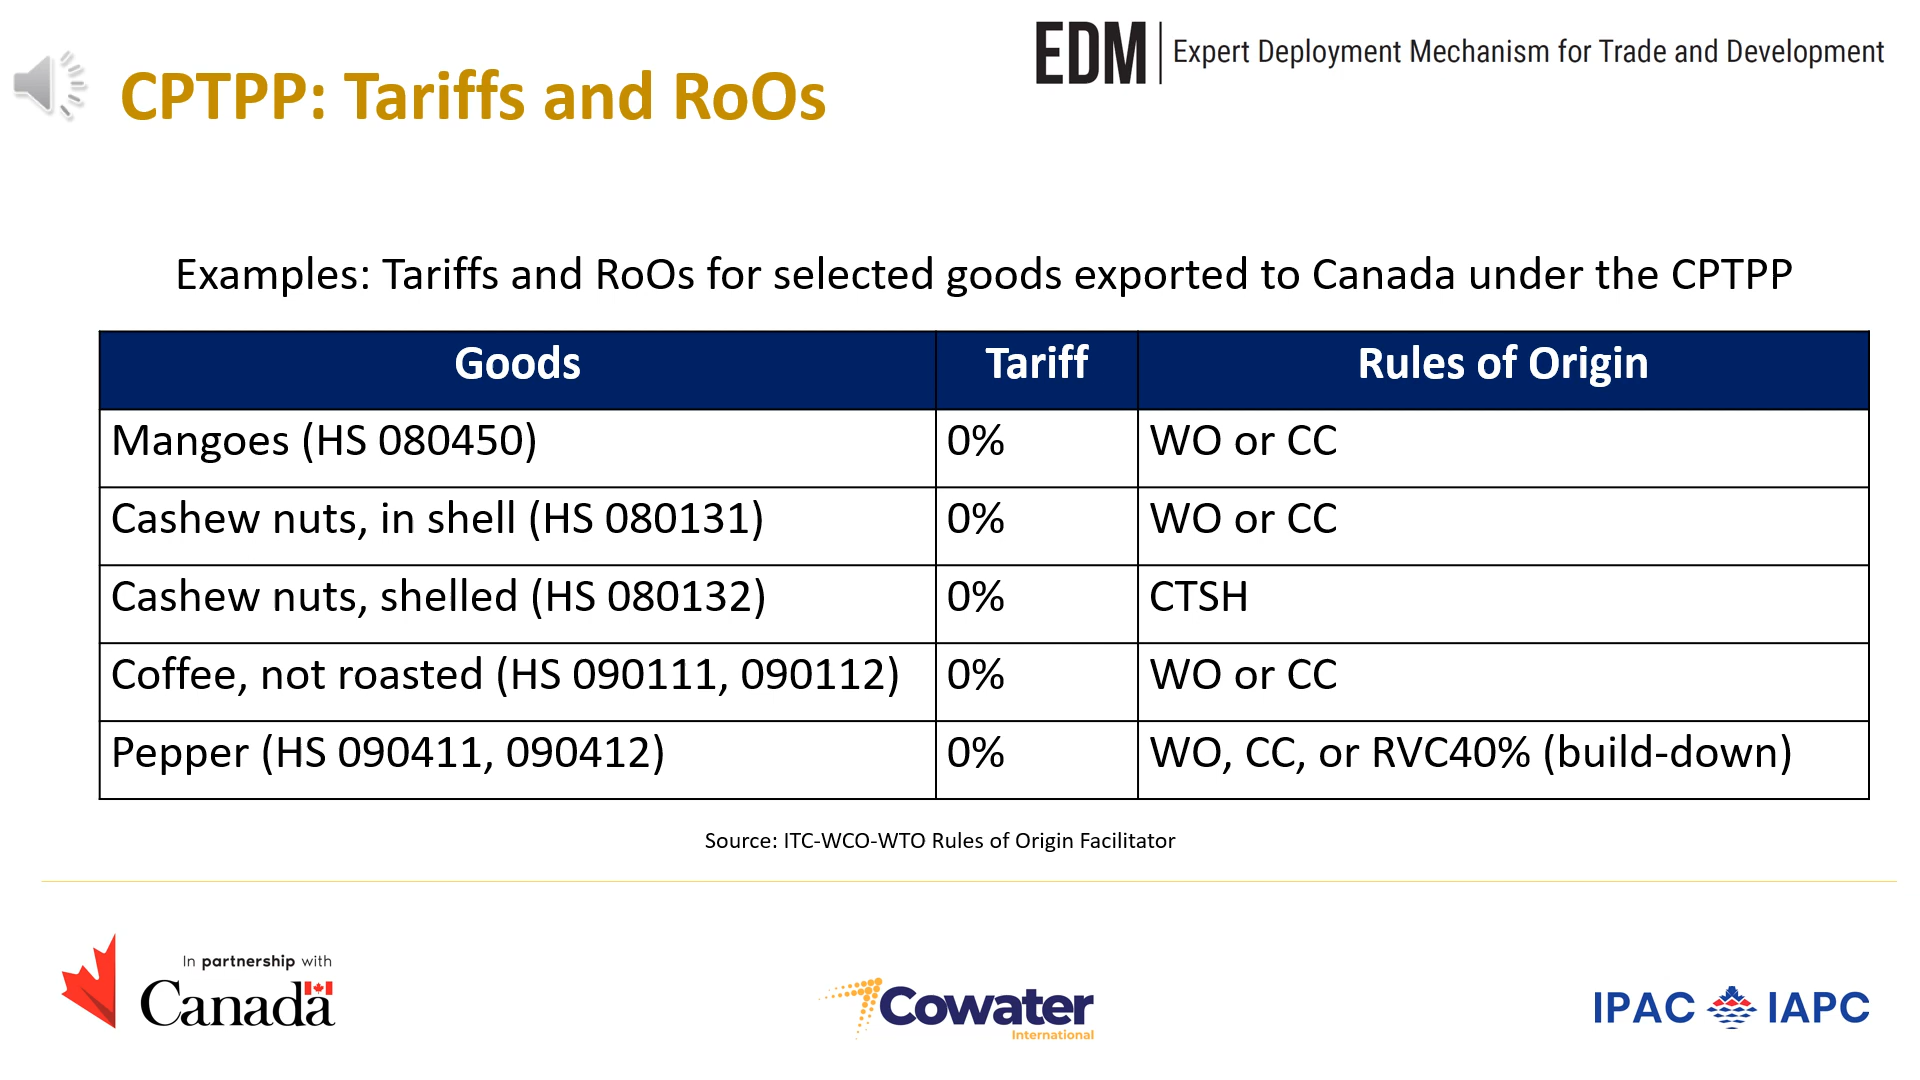 EDM | Expert Deployment Mechanism for Trade and Development
CPTPP: Tariffs and RoOs
Examples: Tariffs and RoOs for selected goods exported to Canada under the CPTPP
Goods Tariff Rules of Origin
Mangoes (HS 080450) 0% WO or CC
Cashew nuts, in shell (HS 080131) 0% WO or CC
Cashew nuts, shelled (HS 080132) 0% CTSH
Coffee, not roasted (HS 090111, 090112) 0% WO or CC
Pepper (HS 090411, 090412) 0% WO, CC, or RVC40% (build-down)
Source: ITC-WCO-WTO Rules of Origin Facilitator
In partnership with
Canada
Cowater
International
IPAC IAPC